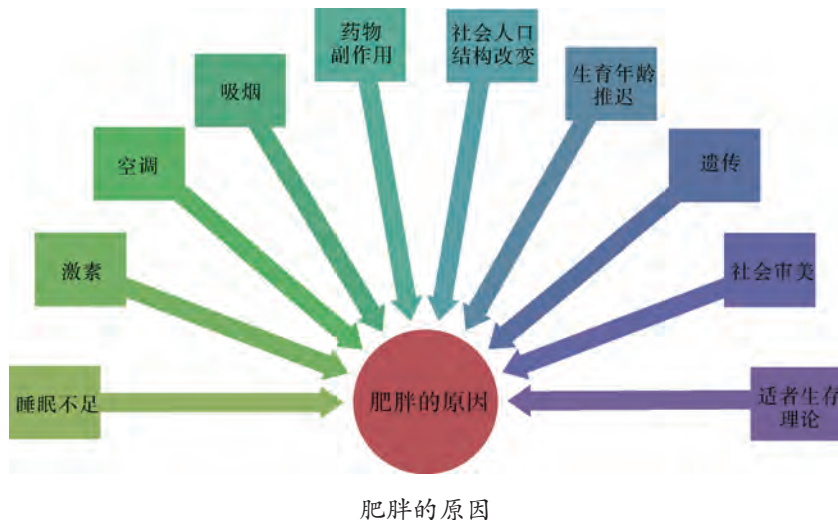 药物
副作用
社会人口
结构改变
生育年龄
推迟
吸烟
空调
遗传
激素
社会审美
睡眠不足
肥胖的原因
适者生存
理论
肥胖的原因